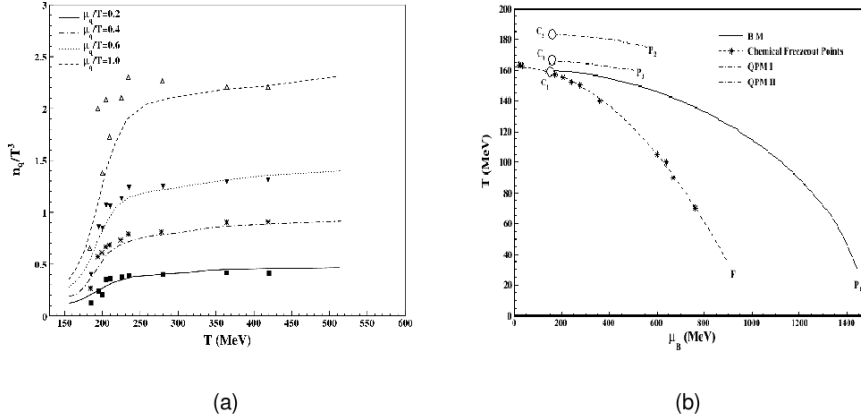 3
2.5
2
1.5
1
0.5
0
n_q/T^3
μ_q/T=0.2
μ_q/T=0.4
μ_q/T=0.6
μ_q/T=1.0
150 200 250 300 350 400 450 500 550 600
T (MeV)
(a)
200
180
160
140
120
100
80
60
40
20
0
T (MeV)
C_2
P_2
C_3
P_3
C_1
F
P_1
BM
Chemical Freezeout Points
QPM I
QPM II
0 200 400 600 800 1000 1200 1400
μ_B (MeV)
(b)